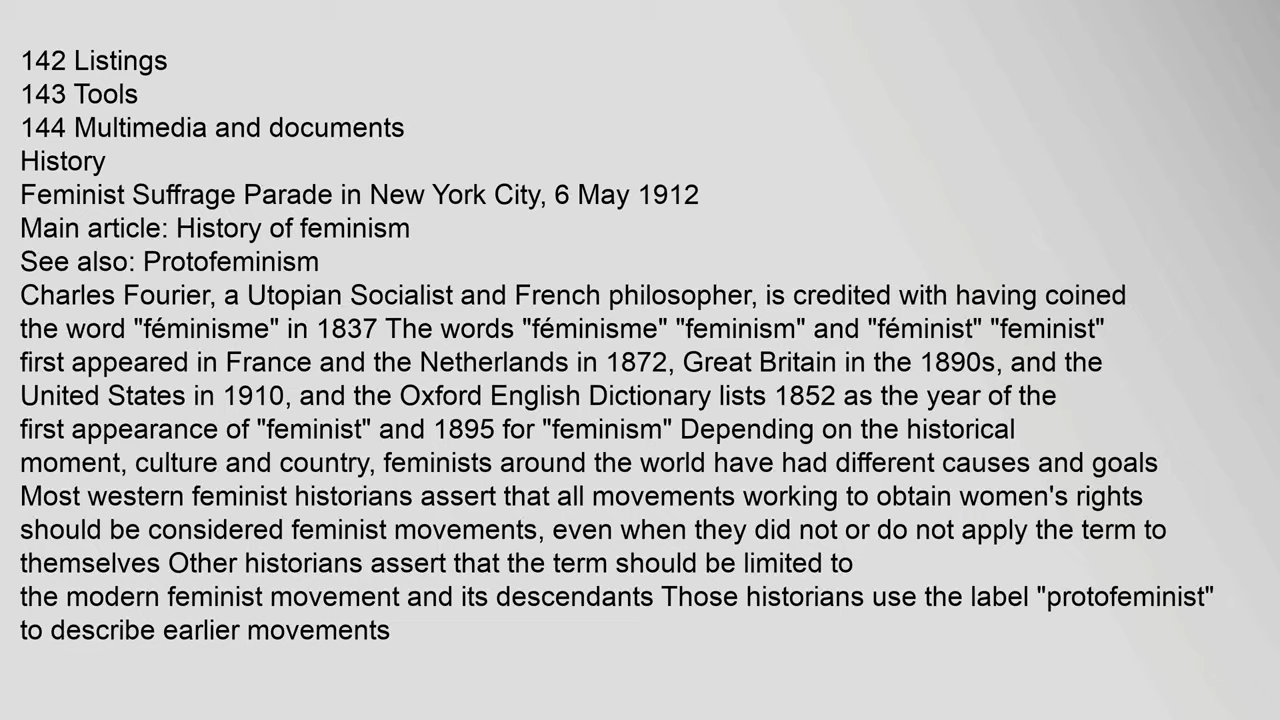 142 Listings
143 Tools
144 Multimedia and documents
History
Feminist Suffrage Parade in New York City, 6 May 1912
Main article: History of feminism
See also: Protofeminism
Charles Fourier, a Utopian Socialist and French philosopher, is credited with having coined
the word "féminisme" in 1837 The words "féminisme" "feminism" and "féminist" "feminist"
first appeared in France and the Netherlands in 1872, Great Britain in the 1890s, and the
United States in 1910, and the Oxford English Dictionary lists 1852 as the year of the
first appearance of "feminist" and 1895 for "feminism" Depending on the historical
moment, culture and country, feminists around the world have had different causes and goals
Most western feminist historians assert that all movements working to obtain women's rights
should be considered feminist movements, even when they did not or do not apply the term to
themselves Other historians assert that the term should be limited to
the modern feminist movement and its descendants Those historians use the label "protofeminist"
to describe earlier movements